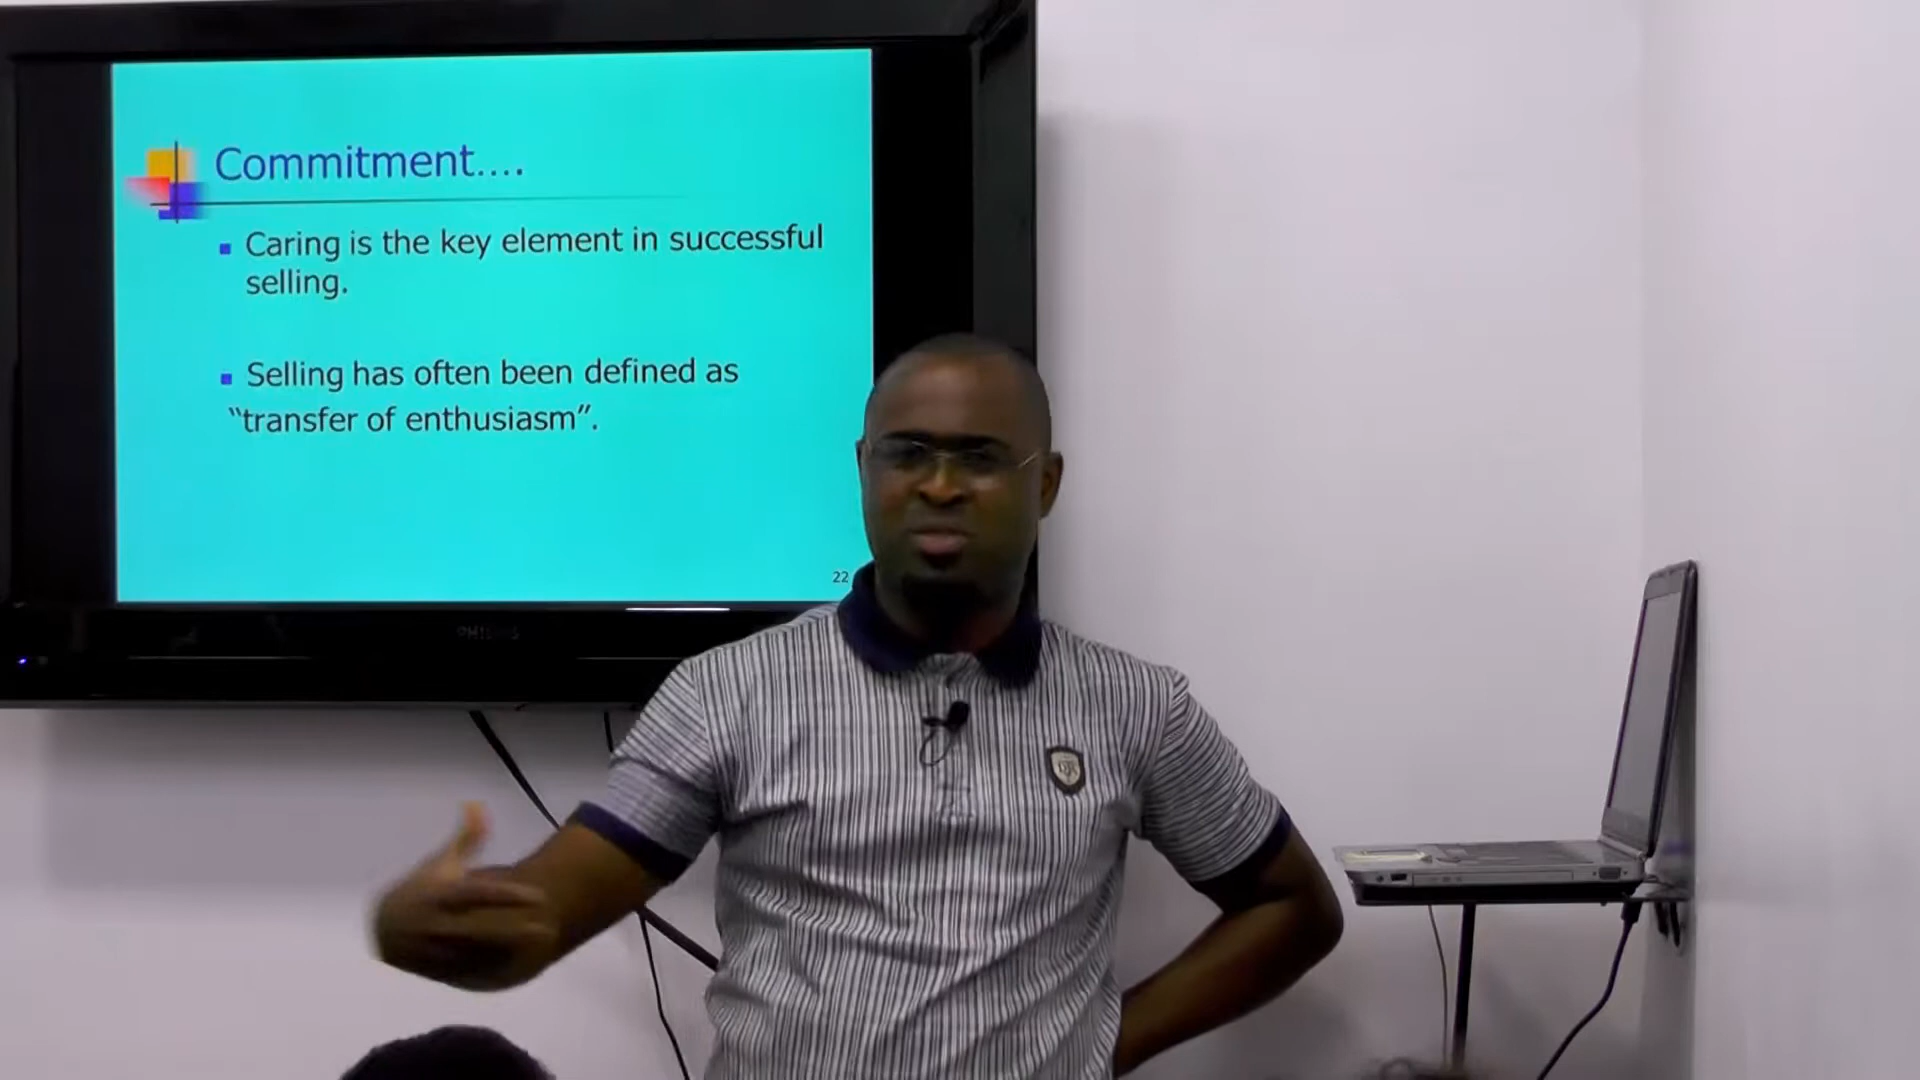 Commitment....
Caring is the key element in successful
selling.
Selling has often been defined as
“transfer of enthusiasm”.
22
PHILIPS